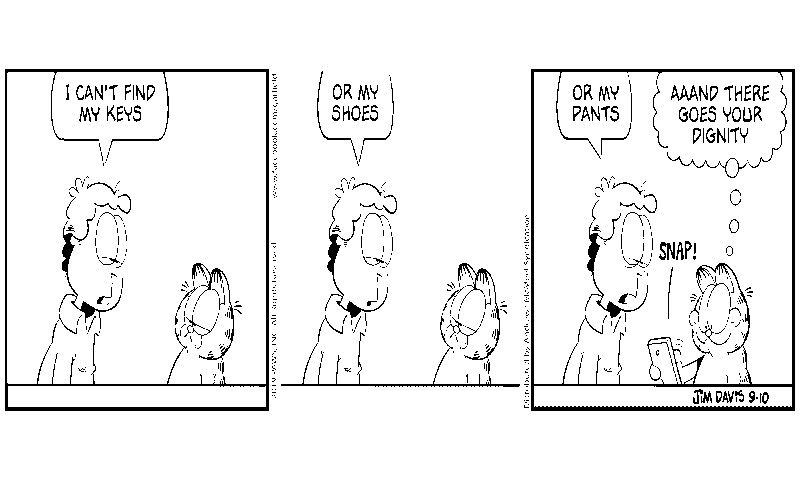 I CAN'T FIND
MY KEYS
OR MY
SHOES
OR MY
PANTS
AAAND THERE
GOES YOUR
DIGNITY
SNAP!
JIM DAVIS 9-10